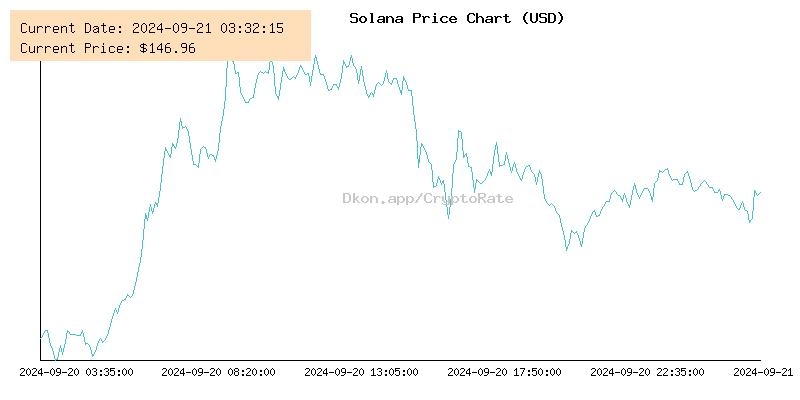 Solana Price Chart (USD)
Current Date: 2024-09-21 03:32:15
Current Price: $146.96
Dkon.app/CryptoRate
2024-09-20 03:35:00 2024-09-20 08:20:00 2024-09-20 13:05:00 2024-09-20 17:50:00 2024-09-20 22:35:00 2024-09-21